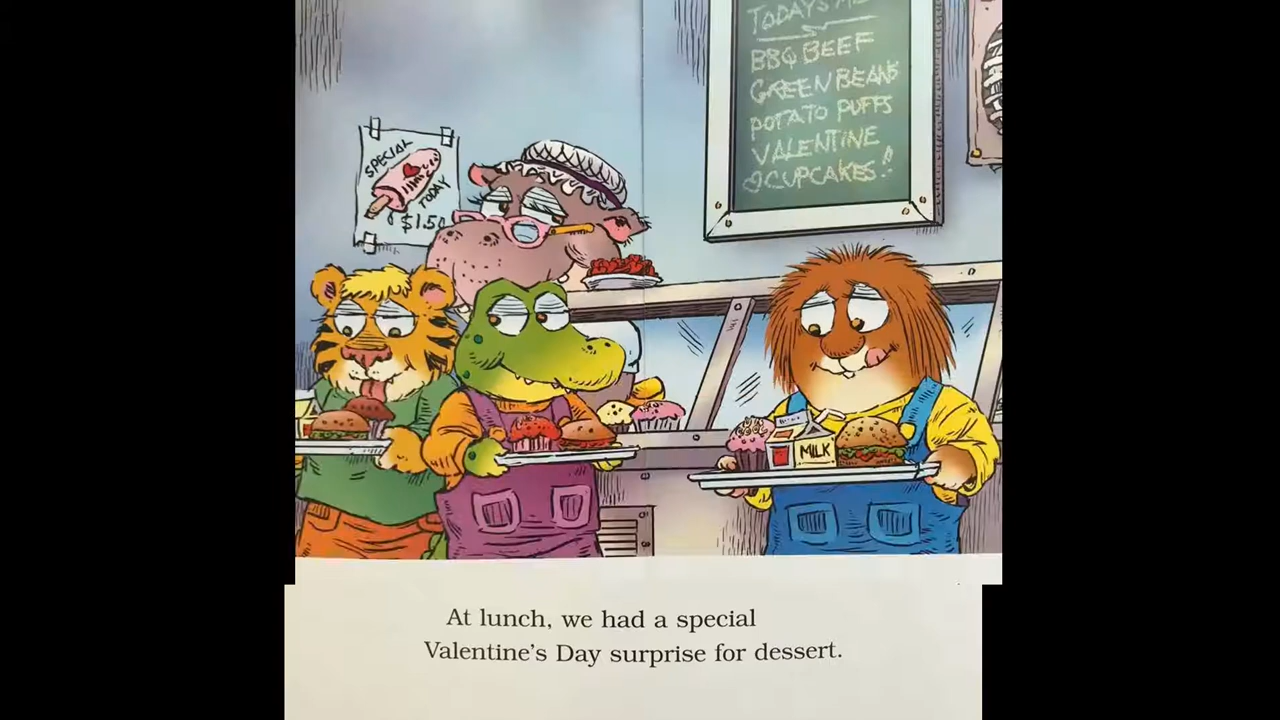 TODAY'S
BBQ BEEF
GREEN BEANS
POTATO PUFFS
VALENTINE
CUPCAKES!!
SPECIAL
TODAY
$1.50
MILK
At lunch, we had a special
Valentine's Day surprise for dessert.